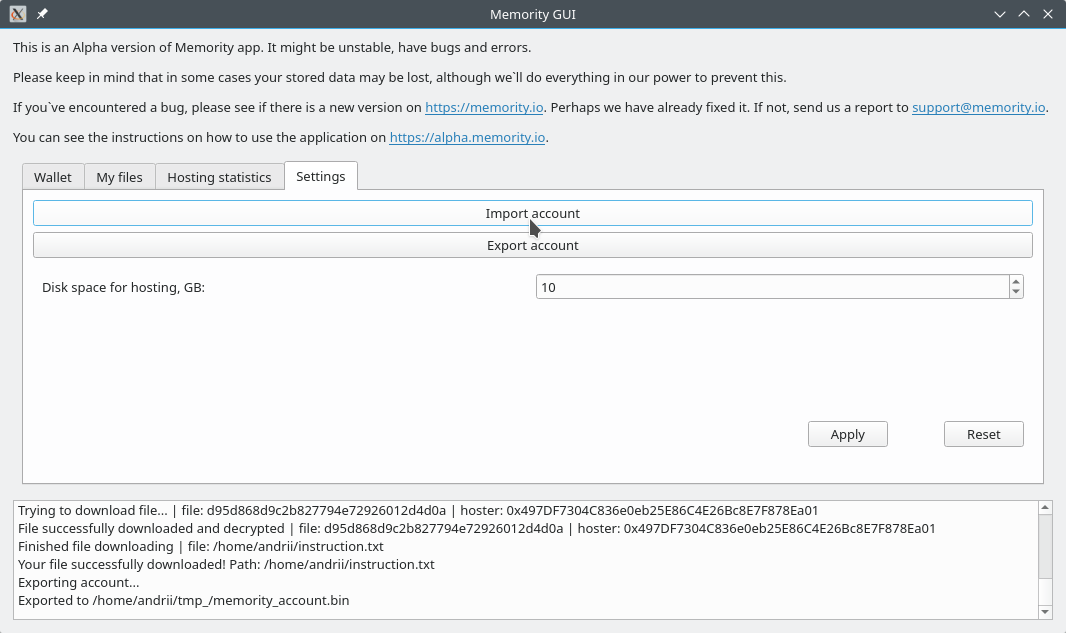 Memority GUI
This is an Alpha version of Memority app. It might be unstable, have bugs and errors.
Please keep in mind that in some cases your stored data may be lost, although we`ll do everything in our power to prevent this.
If you`ve encountered a bug, please see if there is a new version on https://memority.io. Perhaps we have already fixed it. If not, send us a report to support@memority.io.
You can see the instructions on how to use the application on https://alpha.memority.io.
Wallet My files Hosting statistics Settings
Import account
Export account
Disk space for hosting, GB: 10
Apply Reset
Trying to download file... | file: d95d868d9c2b827794e72926012d4d0a | hoster: 0x497DF7304C836e0eb25E86C4E26Bc8E7F878Ea01
File successfully downloaded and decrypted | file: d95d868d9c2b827794e72926012d4d0a | hoster: 0x497DF7304C836e0eb25E86C4E26Bc8E7F878Ea01
Finished file downloading | file: /home/andrii/instruction.txt
Your file successfully downloaded! Path: /home/andrii/instruction.txt
Exporting account...
Exported to /home/andrii/tmp_/memority_account.bin